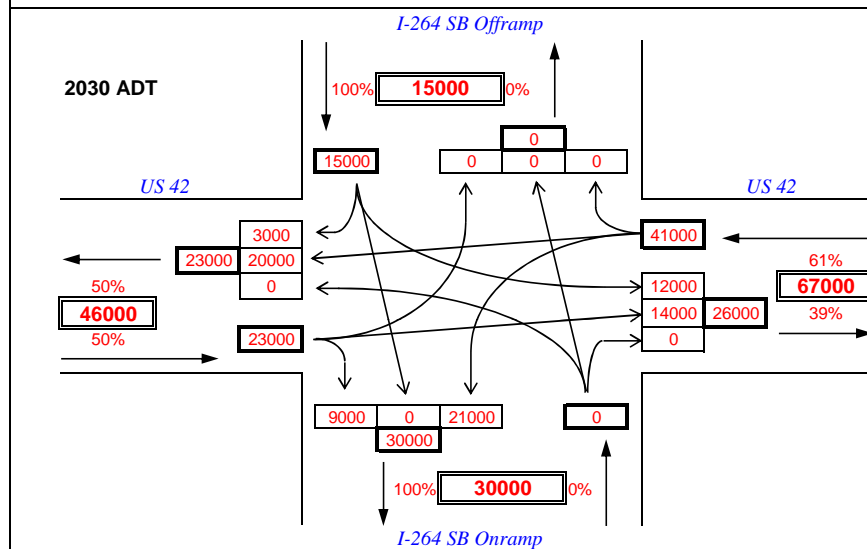 I-264 SB Offramp
2030 ADT
100% 15000 0%
0
15000 0 0 0
US 42 US 42
3000 41000
23000 20000 61%
0 12000 67000
50% 14000 26000 39%
46000 0
50% 23000
9000 0 21000 0
30000
100% 30000 0%
I-264 SB Onramp